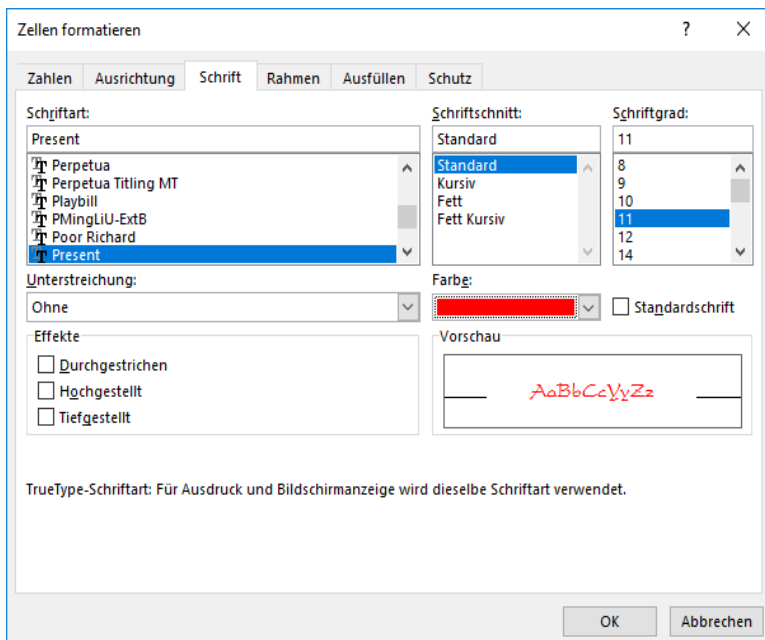 Zellen formatieren
Zahlen Ausrichtung Schrift Rahmen Ausfüllen Schutz
Schriftart: Schriftschnitt: Schriftgrad:
Present Standard 11
Perpetua Standard 8
Perpetua Titling MT Kursiv 9
Playbill Fett 10
PMingLiU-ExtB Fett Kursiv 11
Poor Richard 12
Present 14
Unterstreichung: Farbe:
Ohne Standardschrift
Effekte Vorschau
Durchgestrichen
Hochgestellt AaBbCcYyZz
Tiefgestellt
TrueType-Schriftart: Für Ausdruck und Bildschirmanzeige wird dieselbe Schriftart verwendet.
OK Abbrechen